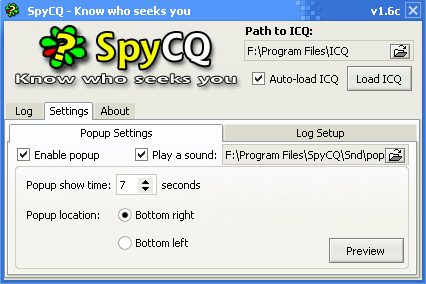 SpyCQ - Know who seeks you v1.6c
SpyCQ
Know who seeks you
Path to ICQ:
F:\Program Files\ICQ
Auto-load ICQ
Load ICQ
Log Settings About
Popup Settings Log Setup
Enable popup Play a sound: F:\Program Files\SpyCQ\Snd\pop
Popup show time: 7 seconds
Popup location: Bottom right
Bottom left
Preview